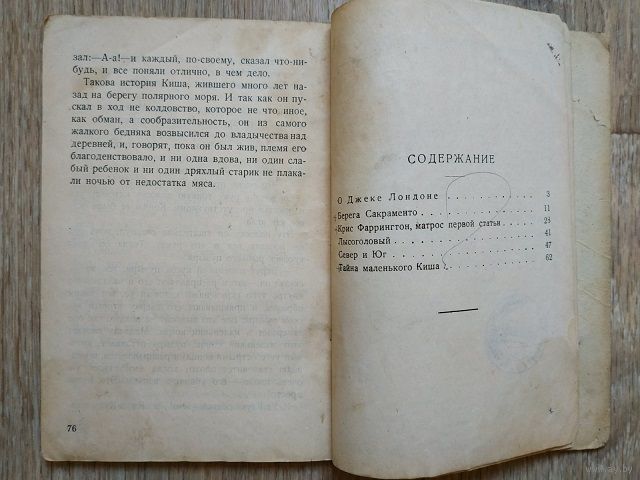 зал:—А-а!—и каждый, по-своему, сказал что-ни-
будь, и все поняли отлично, в чем дело.
Такова история Киша, жившего много лет на-
зад на берегу полярного моря. И так как он пу-
скал в ход не колдовство, которое не что иное,
как обман, а сообразительность, он из самого
жалкого бедняка возвысился до владычества над
деревней, и, говорят, пока он был жив, племя его
благоденствовало, и ни одна вдова, ни один сла-
бый ребенок и ни один дряхлый старик не плака-
ли ночью от недостатка мяса.
76
СОДЕРЖАНИЕ
О Джеке Лондоне . . . . . . . . 3
Берега Сакраменто . . . . . . . . 11
Крис Фаррингтон, матрос первой статьи . . . 28
Лысоголовый . . . . . . . . 41
Север и Юг . . . . . . . . 47
Тайна маленького Киша . . . . . . . . 62